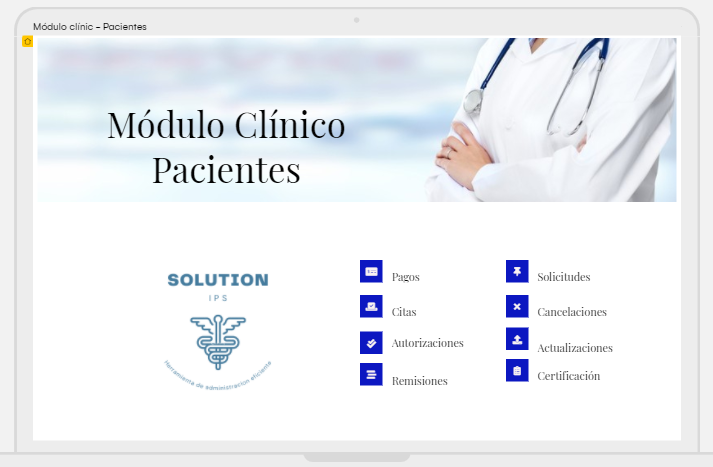 Módulo clínic – Pacientes
Módulo Clínico
Pacientes
SOLUTION
IPS
Herramienta de administracion eficiente
Pagos
Citas
Autorizaciones
Remisiones
Solicitudes
Cancelaciones
Actualizaciones
Certificación